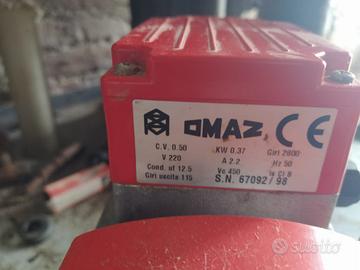 OMAZ CE
C.V. 0.50 KW 0.37 Giri 2800
V 220 A 2.2 Hz 50
Cond. uf 12.5 Vc 450 Is Cl B
Giri uscita 115 S.N. 67092 / 98
subito